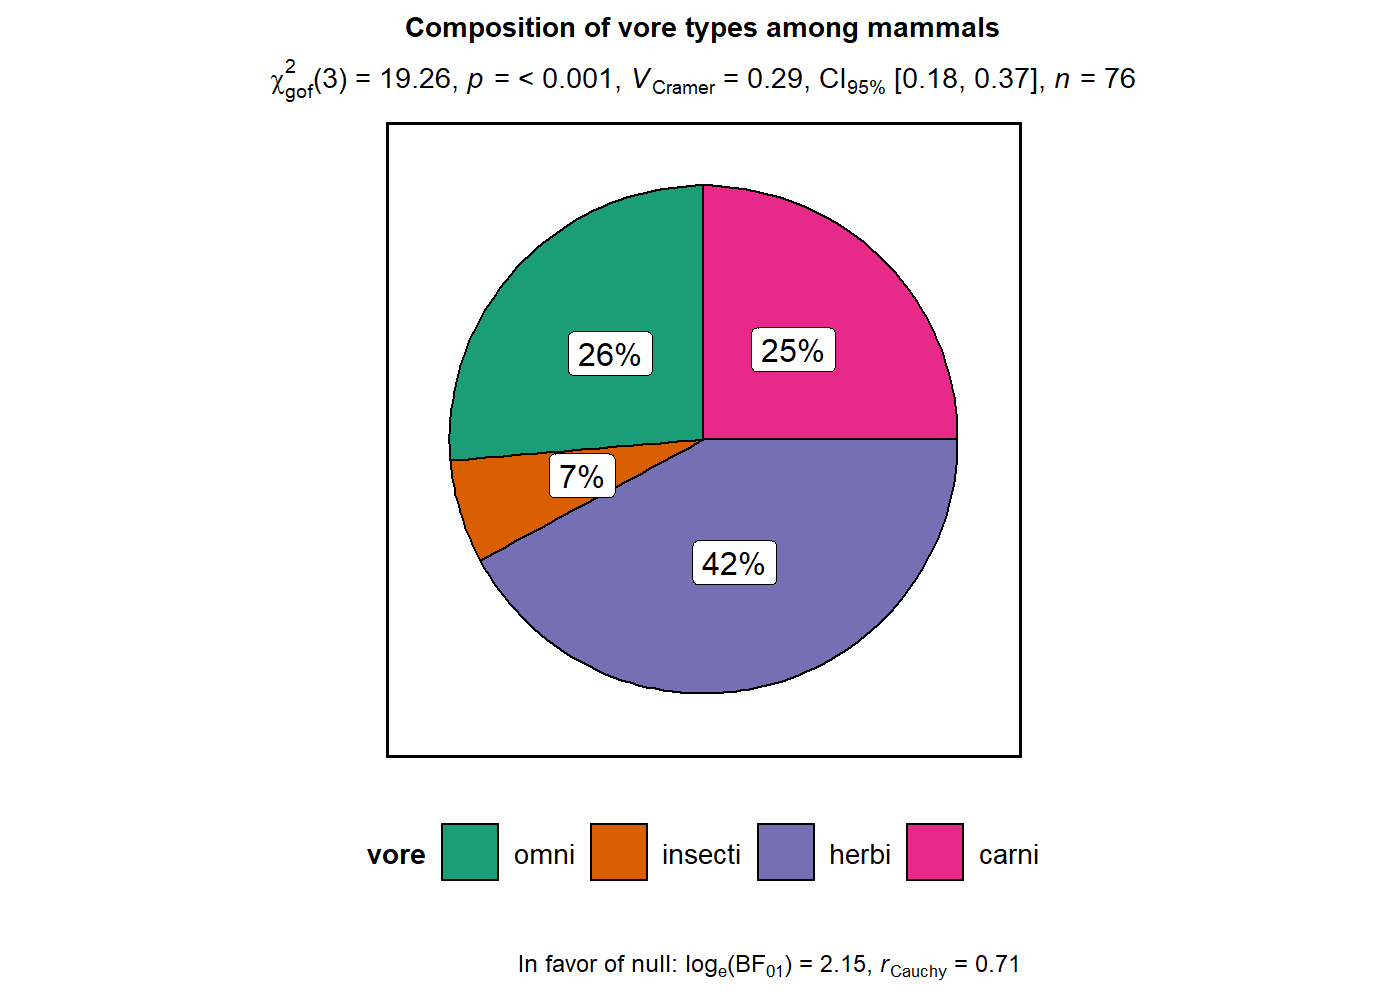 Composition of vore types among mammals
χ²gof(3) = 19.26, p = < 0.001, VCramer = 0.29, CI95% [0.18, 0.37], n = 76
26%
25%
7%
42%
vore omni insecti herbi carni
In favor of null: loge(BF01) = 2.15, rCauchy = 0.71